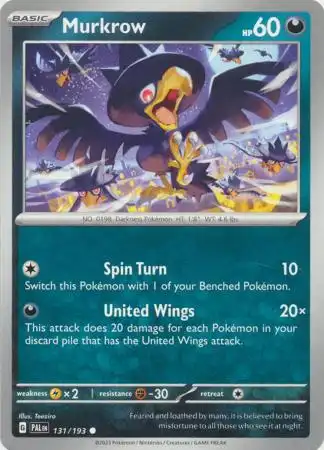 BASIC
Murkrow
HP60
NO. 0198 Darkness Pokémon HT: 1'8" WT: 4.6 lbs
Spin Turn 10
Switch this Pokémon with 1 of your Benched Pokémon.
United Wings 20×
This attack does 20 damage for each Pokémon in your
discard pile that has the United Wings attack.
weakness ×2 resistance -30 retreat
Illus. Teeziro
G PAL EN 131/193
Feared and loathed by many, it is believed to
bring misfortune to all those who see it at night.
©2023 Pokémon / Nintendo / Creatures / GAME FREAK